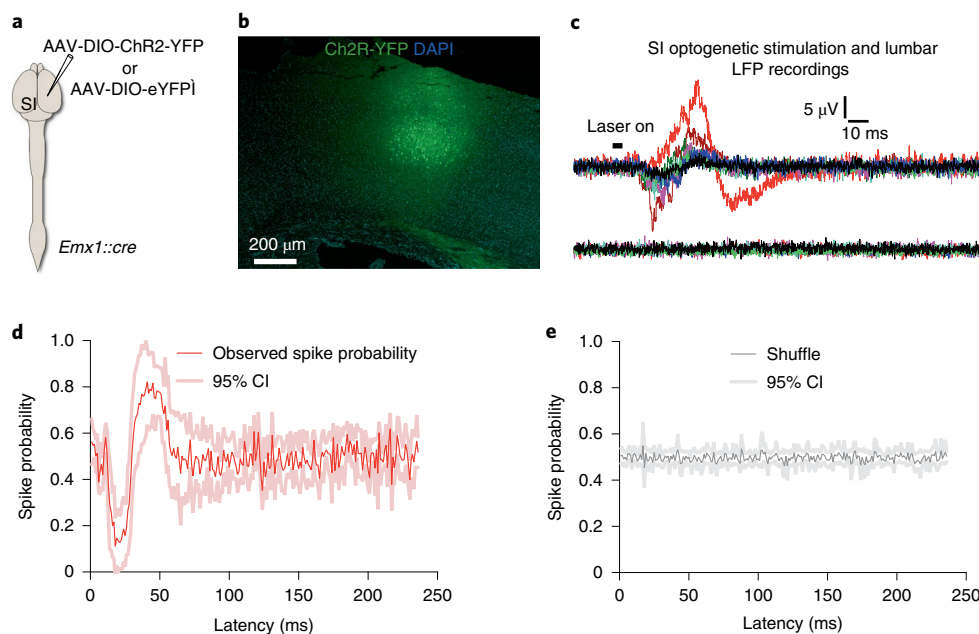 a
AAV-DIO-ChR2-YFP
or
AAV-DIO-eYFPÌ
SI
Emx1::cre
b
Ch2R-YFP DAPI
200 μm
c
SI optogenetic stimulation and lumbar
LFP recordings
5 μV
10 ms
Laser on
d
1.0
0.8
0.6
0.4
0.2
0
Spike probability
Observed spike probability
95% CI
0 50 100 150 200 250
Latency (ms)
e
1.0
0.8
0.6
0.4
0.2
0
Spike probability
Shuffle
95% CI
0 50 100 150 200 250
Latency (ms)